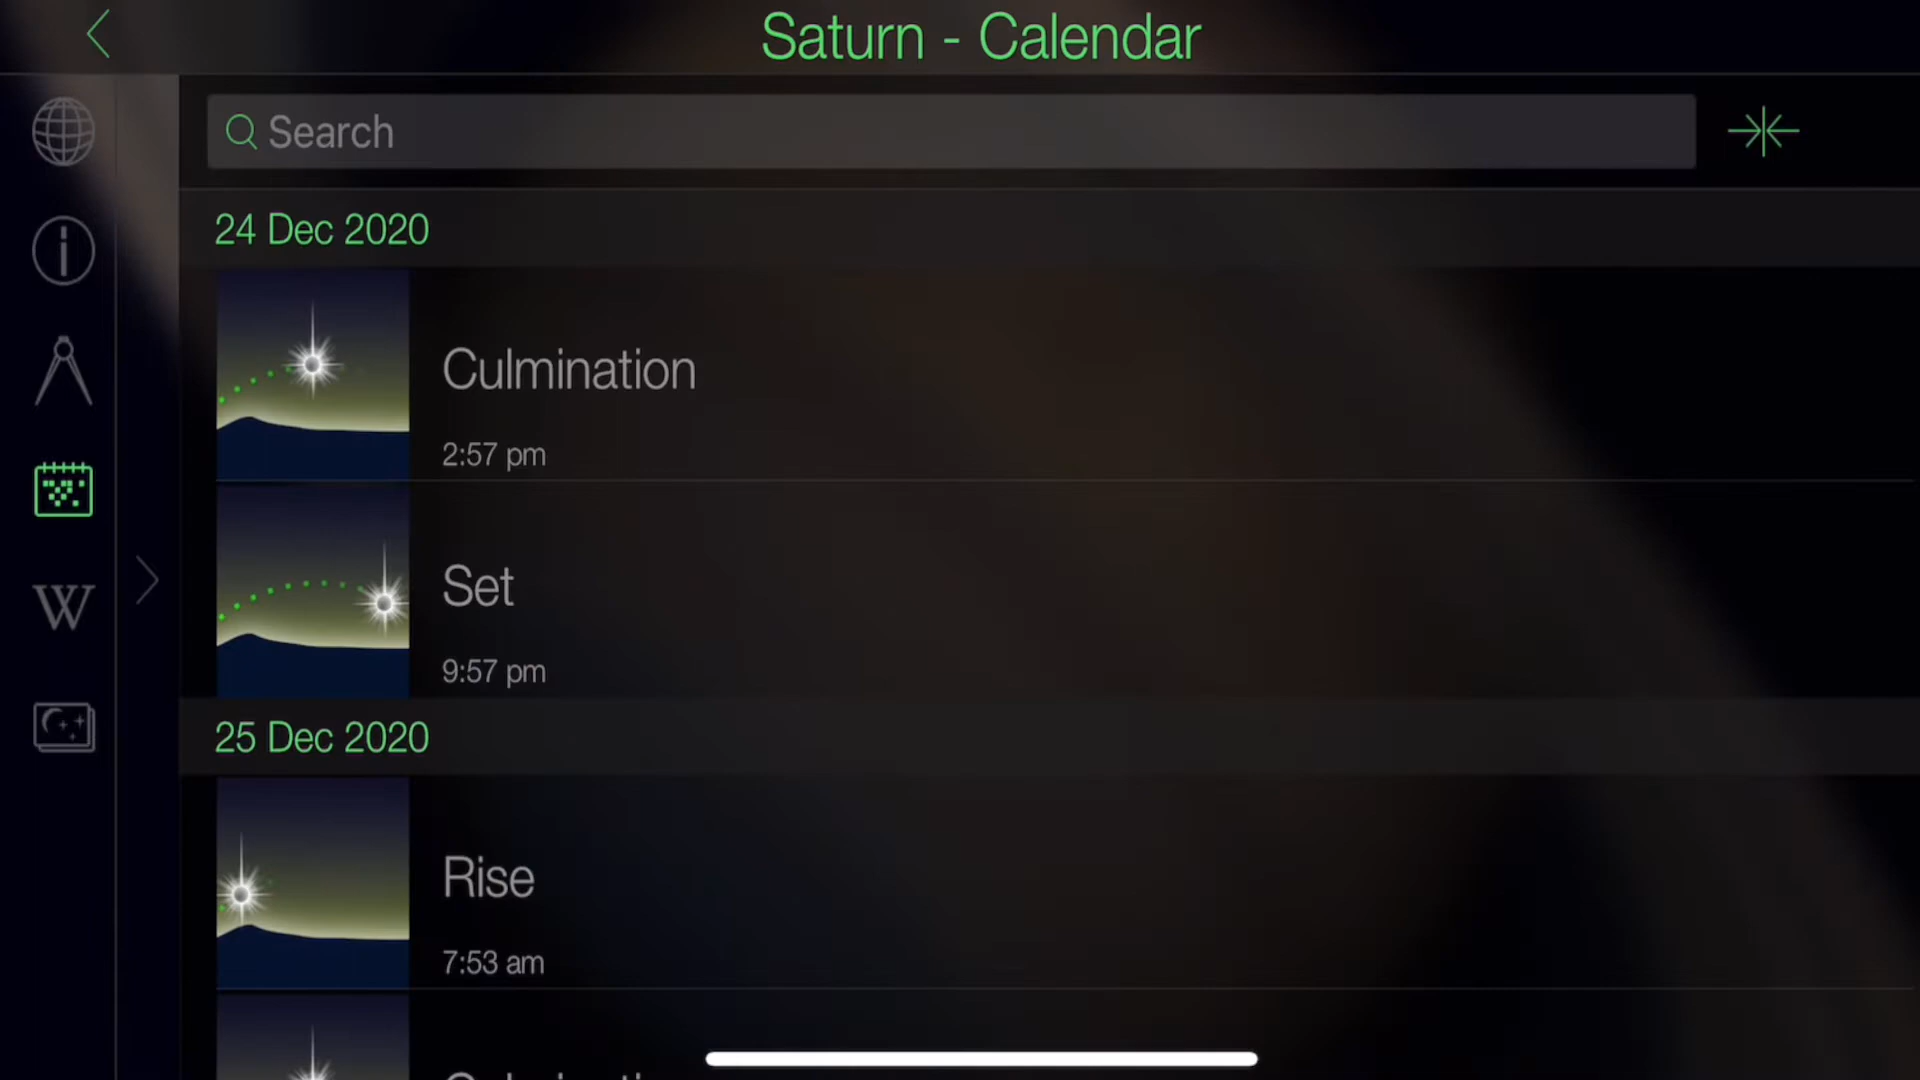 Saturn - Calendar
Search
24 Dec 2020
Culmination
2:57 pm
Set
9:57 pm
25 Dec 2020
W
Rise
7:53 am